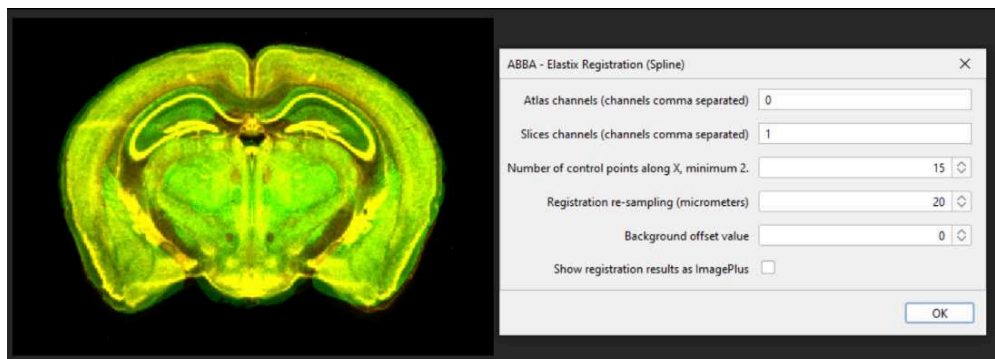 ABBA - Elastix Registration (Spline)
Atlas channels (channels comma separated) 0
Slices channels (channels comma separated) 1
Number of control points along X, minimum 2. 15
Registration re-sampling (micrometers) 20
Background offset value 0
Show registration results as ImagePlus
OK